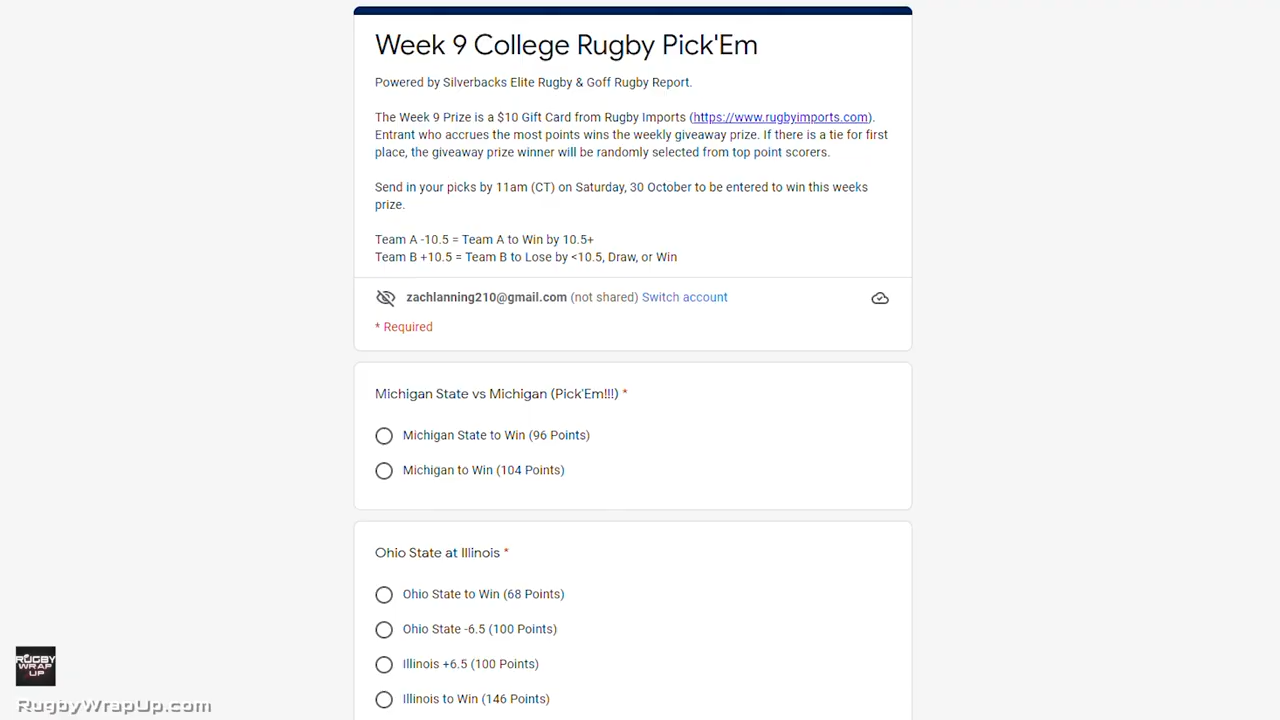 Week 9 College Rugby Pick'Em
Powered by Silverbacks Elite Rugby & Goff Rugby Report.
The Week 9 Prize is a $10 Gift Card from Rugby Imports (https://www.rugbyimports.com).
Entrant who accrues the most points wins the weekly giveaway prize. If there is a tie for first
place, the giveaway prize winner will be randomly selected from top point scorers.
Send in your picks by 11am (CT) on Saturday, 30 October to be entered to win this weeks
prize.
Team A -10.5 = Team A to Win by 10.5+
Team B +10.5 = Team B to Lose by <10.5, Draw, or Win
zachlanning210@gmail.com (not shared) Switch account
* Required
Michigan State vs Michigan (Pick'Em!!!) *
Michigan State to Win (96 Points)
Michigan to Win (104 Points)
Ohio State at Illinois *
Ohio State to Win (68 Points)
Ohio State -6.5 (100 Points)
Illinois +6.5 (100 Points)
Illinois to Win (146 Points)
RUGBY
WRAP
UP
RugbyWrapUp.com